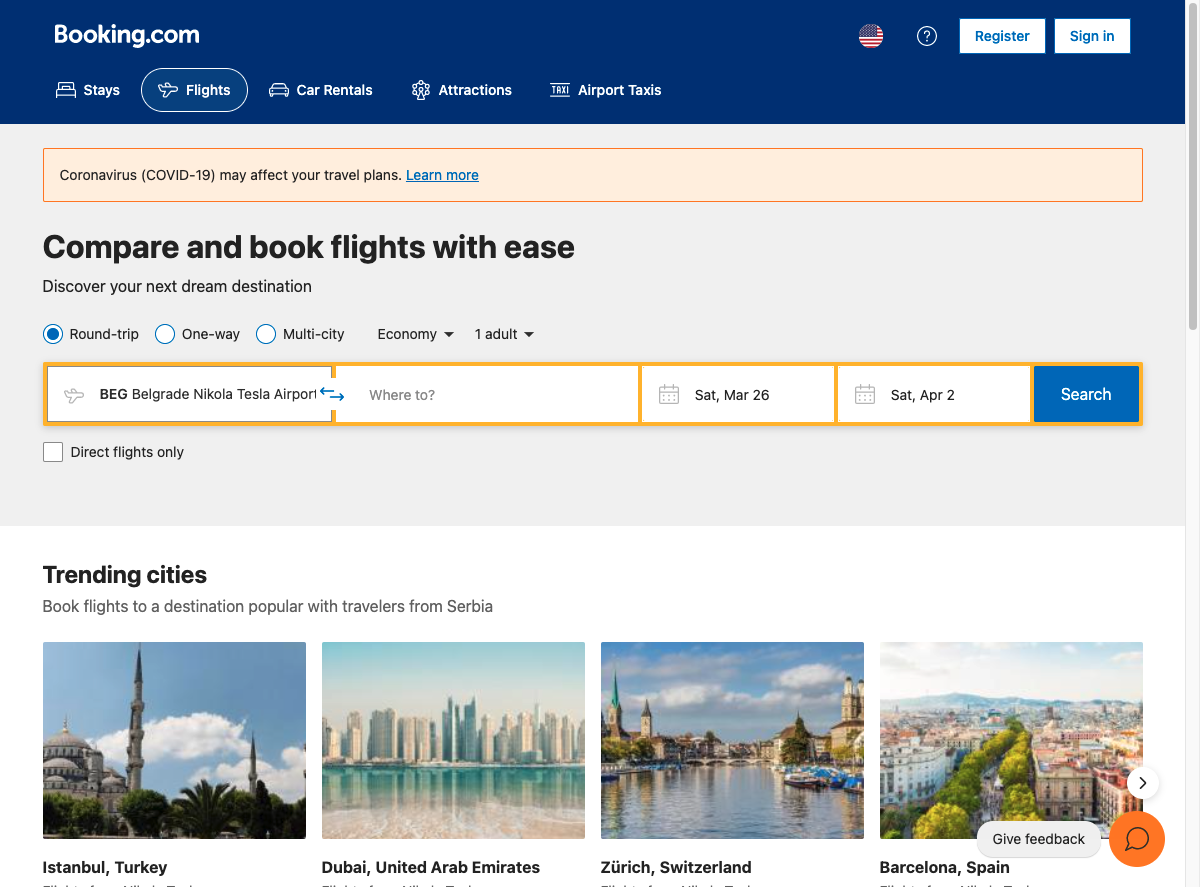 Booking.com
Register
Sign in
Stays
Flights
Car Rentals
Attractions
TAXI
Airport Taxis
Coronavirus (COVID-19) may affect your travel plans. Learn more
Compare and book flights with ease
Discover your next dream destination
Round-trip
One-way
Multi-city
Economy
1 adult
BEG Belgrade Nikola Tesla Airport
Where to?
Sat, Mar 26
Sat, Apr 2
Search
Direct flights only
Trending cities
Book flights to a destination popular with travelers from Serbia
Give feedback
Istanbul, Turkey
Dubai, United Arab Emirates
Zürich, Switzerland
Barcelona, Spain